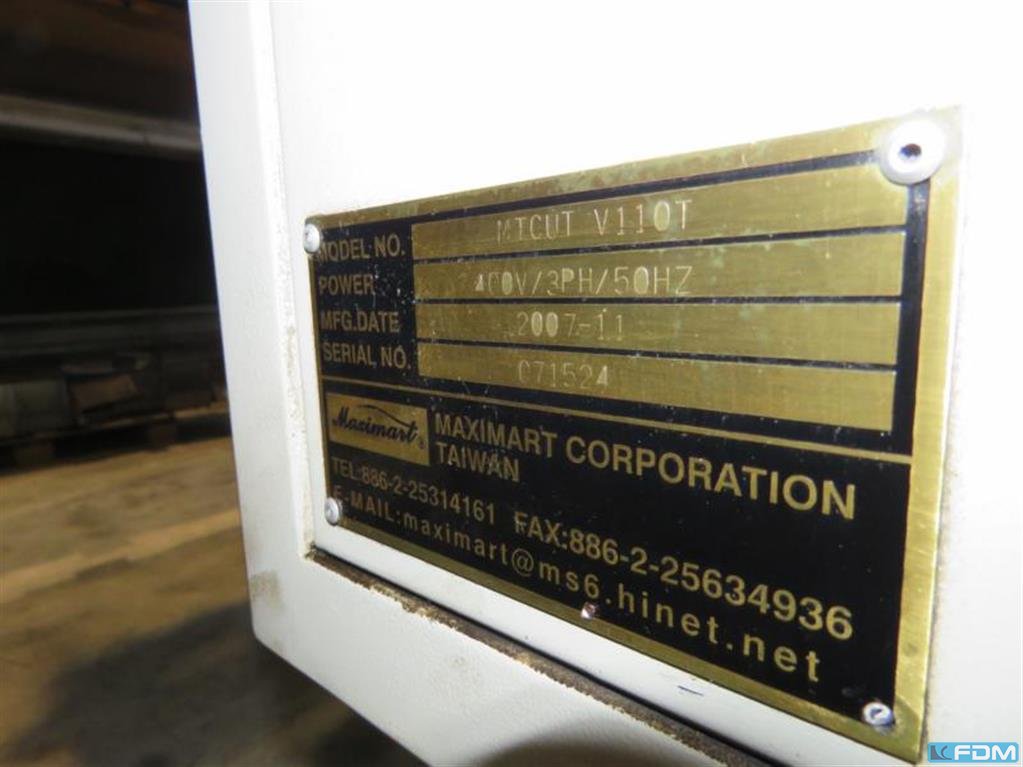 MODEL NO. MTCUT V110T
POWER 400V/3PH/50HZ
MFG.DATE 2007-11
SERIAL NO. C71524
Maximart®
MAXIMART CORPORATION
TAIWAN
TEL:886-2-25314161 FAX:886-2-25634936
E-MAIL:maximart@ms6.hinet.net
FDM